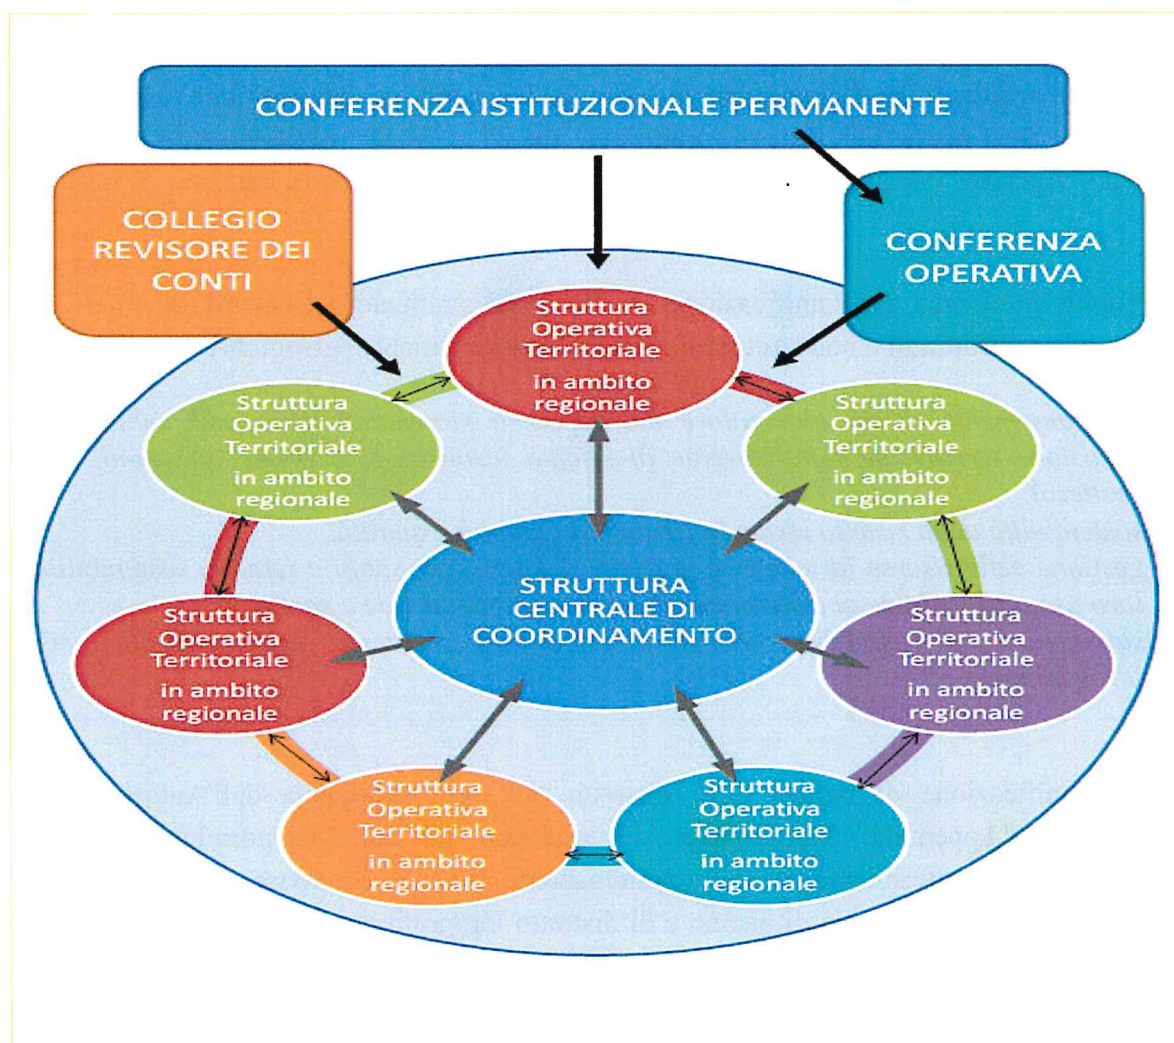 CONFERENZA ISTITUZIONALE PERMANENTE
COLLEGIO
REVISORE DEI
CONTI
CONFERENZA
OPERATIVA
Struttura
Operativa
Territoriale
in ambito
regionale
Struttura
Operativa
Territoriale
in ambito
regionale
Struttura
Operativa
Territoriale
in ambito
regionale
STRUTTURA
CENTRALE DI
COORDINAMENTO
Struttura
Operativa
Territoriale
in ambito
regionale
Struttura
Operativa
Territoriale
in ambito
regionale
Struttura
Operativa
Territoriale
in ambito
regionale
Struttura
Operativa
Territoriale
in ambito
regionale